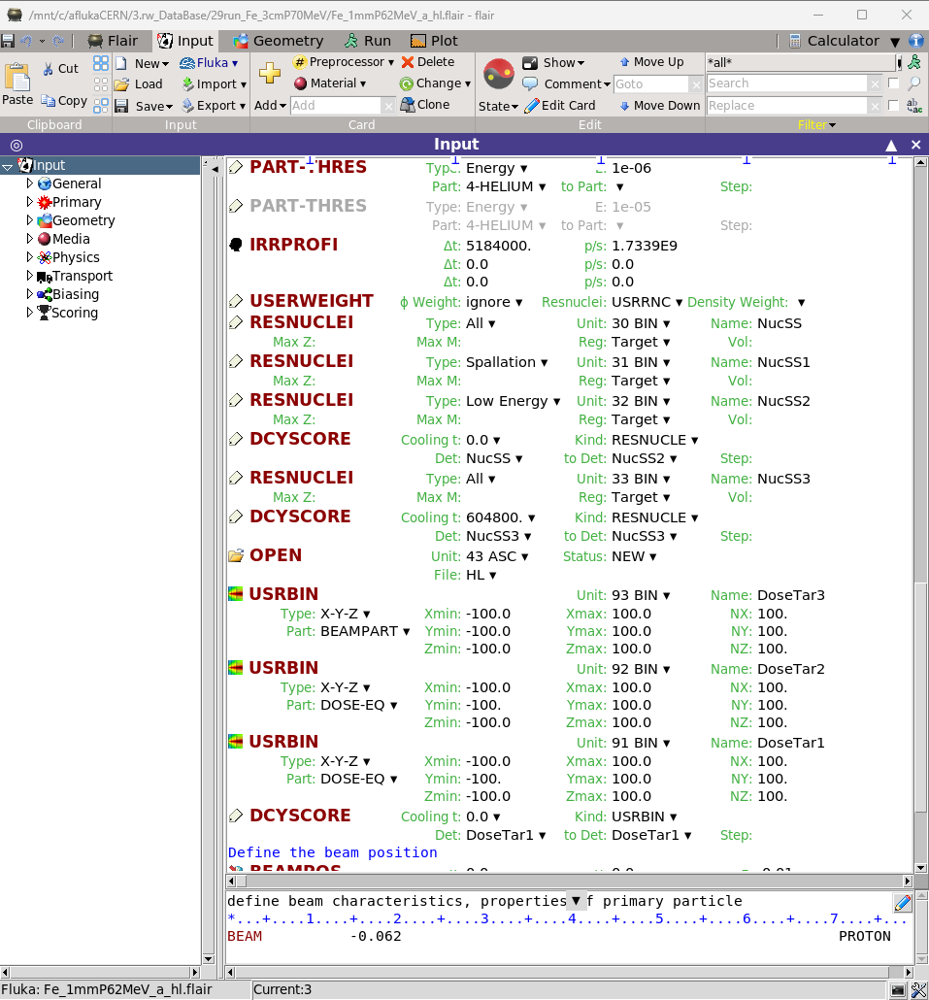 /mnt/c/aflukaCERN/3.rw_DataBase/29run_Fe_3cmP70MeV/Fe_1mmP62MeV_a_hl.flair - flair
Flair Input Geometry Run Plot Calculator
Paste Cut Copy Clipboard
New Load Save Fluka Import Export Input
Add Preprocessor Material Add Delete Change Clone Card
State Show Comment Edit Card Move Up Goto Move Down Edit
*all* Search Replace Filter
Input
Input
General
Primary
Geometry
Media
Physics
Transport
Biasing
Scoring
PART-THRES Type: Energy E: 1e-06
Part: 4-HELIUM to Part: Step:
PART-THRES Type: Energy E: 1e-05
Part: 4-HELIUM to Part: Step:
IRRPROFI Δt: 5184000. p/s: 1.7339E9
Δt: 0.0 p/s: 0.0
Δt: 0.0 p/s: 0.0
USERWEIGHT ϕ Weight: ignore Resnuclei: USRRNC Density Weight:
RESNUCLEI Type: All Unit: 30 BIN Name: NucSS
Max Z: Max M: Reg: Target Vol:
RESNUCLEI Type: Spallation Unit: 31 BIN Name: NucSS1
Max Z: Max M: Reg: Target Vol:
RESNUCLEI Type: Low Energy Unit: 32 BIN Name: NucSS2
Max Z: Max M: Reg: Target Vol:
DCYSCORE Cooling t: 0.0 Kind: RESNUCLE
Det: NucSS to Det: NucSS2 Step:
RESNUCLEI Type: All Unit: 33 BIN Name: NucSS3
Max Z: Max M: Reg: Target Vol:
DCYSCORE Cooling t: 604800. Kind: RESNUCLE
Det: NucSS3 to Det: NucSS3 Step:
OPEN Unit: 43 ASC Status: NEW
File: HL
USRBIN Unit: 93 BIN Name: DoseTar3
Type: X-Y-Z Xmin: -100.0 Xmax: 100.0 NX: 100.
Part: BEAMPART Ymin: -100.0 Ymax: 100.0 NY: 100.
Zmin: -100.0 Zmax: 100.0 NZ: 100.
USRBIN Unit: 92 BIN Name: DoseTar2
Type: X-Y-Z Xmin: -100.0 Xmax: 100.0 NX: 100.
Part: DOSE-EQ Ymin: -100. Ymax: 100.0 NY: 100.
Zmin: -100.0 Zmax: 100.0 NZ: 100.
USRBIN Unit: 91 BIN Name: DoseTar1
Type: X-Y-Z Xmin: -100.0 Xmax: 100.0 NX: 100.
Part: DOSE-EQ Ymin: -100. Ymax: 100.0 NY: 100.
Zmin: -100.0 Zmax: 100.0 NZ: 100.
DCYSCORE Cooling t: 0.0 Kind: USRBIN
Det: DoseTar1 to Det: DoseTar1 Step:
Define the beam position
BEAMPOS
define beam characteristics, properties f primary particle
*...+....1....+....2....+....3....+....4....+....5....+....6....+....7....+...
BEAM -0.062 PROTON
Fluka: Fe_1mmP62MeV_a_hl.flair Current:3